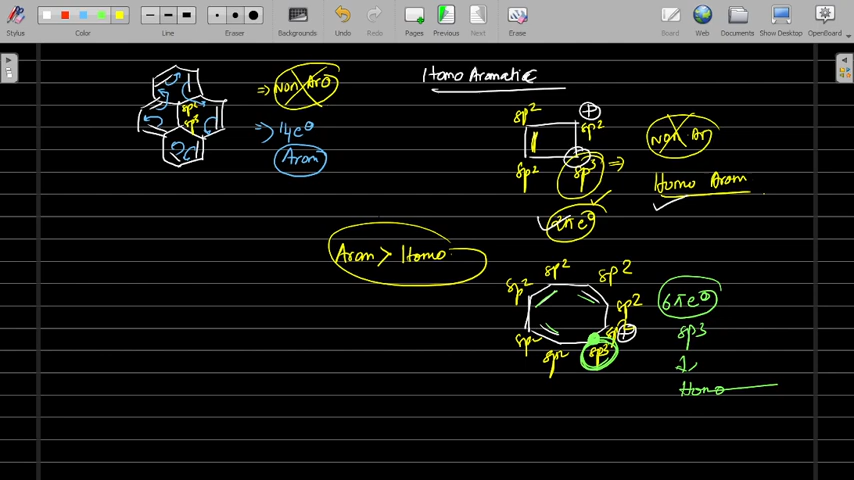 Stylus
Color
Line
Eraser
Backgrounds
Undo
Redo
Pages
Previous
Next
Erase
Board
Web
Documents
Show Desktop
OpenBoard
Homo Aromatic
⇒ Non Aro
sp2
sp3
⇒ 14e⊖
Arom
sp2
⊕
sp2
sp2
sp3
⇒
Non Ar
Homo Arom
2π e⊖
Arom > Homo
sp2
sp2
sp2
sp2
⊕
sp2
sp2
sp3
6πe⊖
sp3
↓
Homo